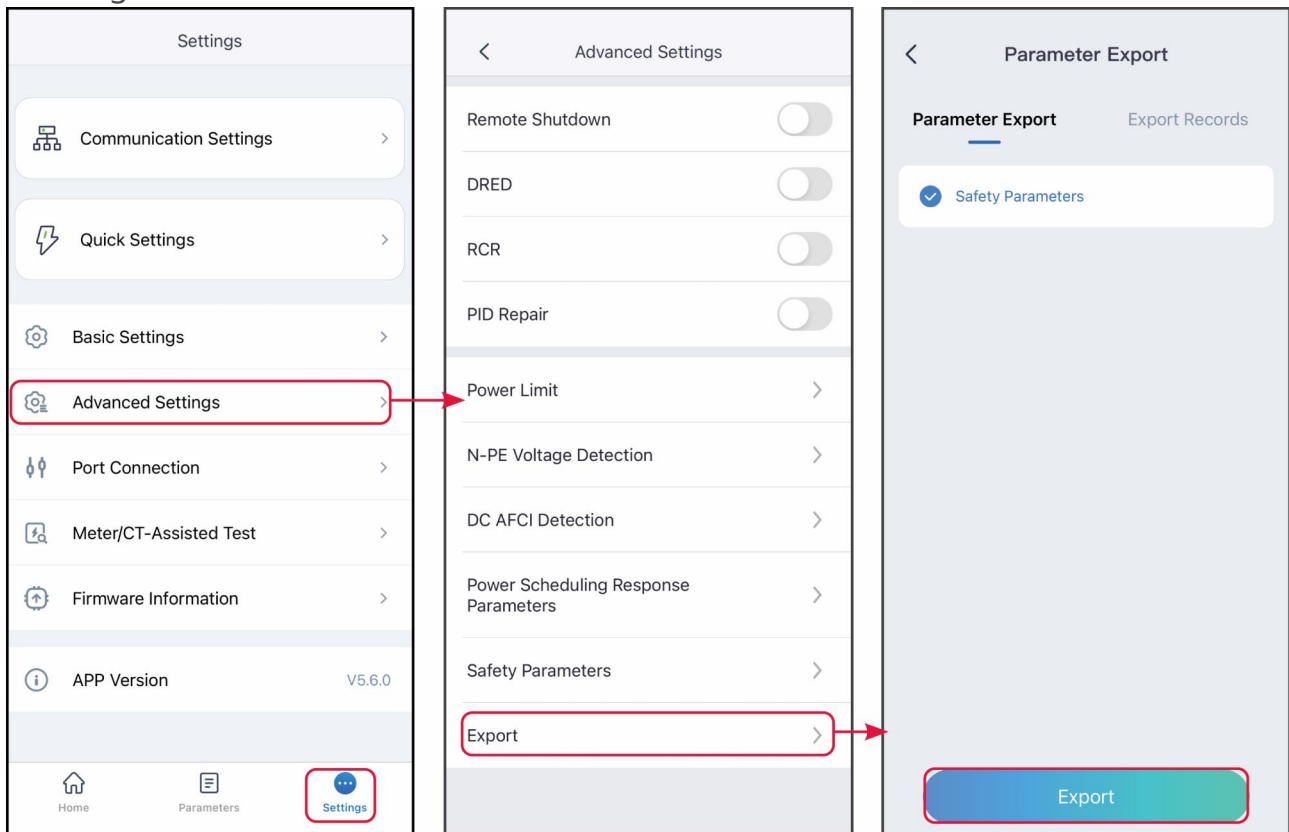 Settings
Communication Settings
Quick Settings
Basic Settings
Advanced Settings
Port Connection
Meter/CT-Assisted Test
Firmware Information
APP Version V5.6.0
Home Parameters Settings
Advanced Settings
Remote Shutdown
DRED
RCR
PID Repair
Power Limit
N-PE Voltage Detection
DC AFCI Detection
Power Scheduling Response
Parameters
Safety Parameters
Export
Parameter Export
Parameter Export Export Records
Safety Parameters
Export